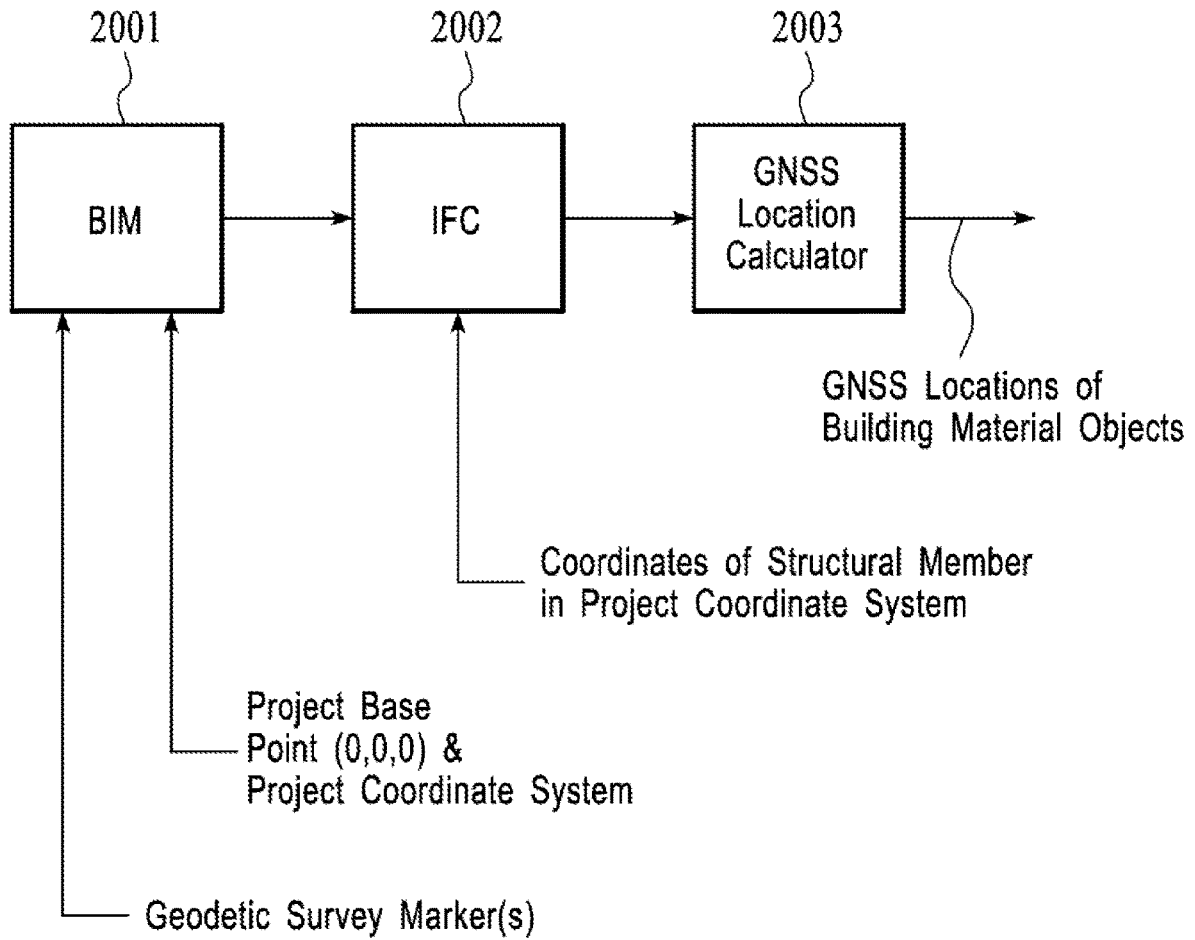 2001
2002
2003
BIM
IFC
GNSS
Location
Calculator
GNSS Locations of
Building Material Objects
Coordinates of Structural Member
in Project Coordinate System
Project Base
Point (0,0,0) &
Project Coordinate System
Geodetic Survey Marker(s)